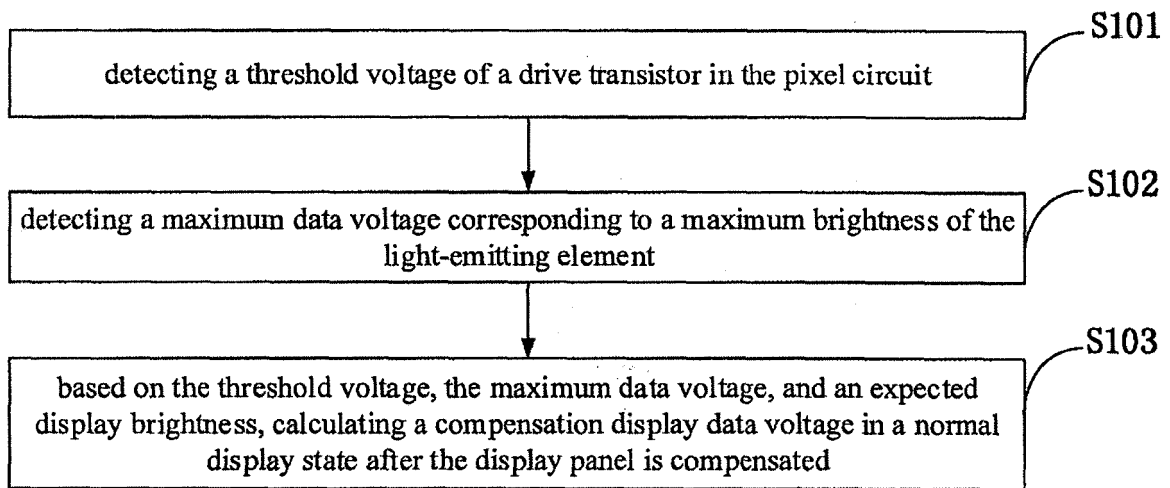 S101
detecting a threshold voltage of a drive transistor in the pixel circuit
S102
detecting a maximum data voltage corresponding to a maximum brightness of the
light-emitting element
S103
based on the threshold voltage, the maximum data voltage, and an expected
display brightness, calculating a compensation display data voltage in a normal
display state after the display panel is compensated